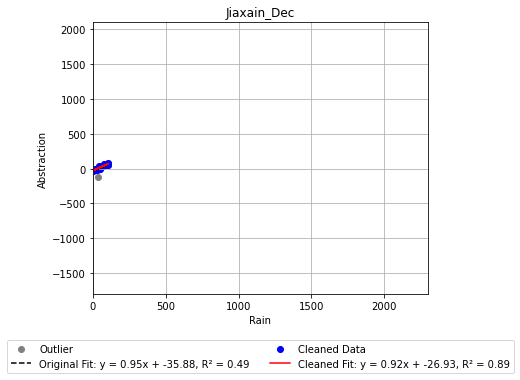 Jiaxain_Dec
2000
1500
1000
500
0
−500
−1000
−1500
Abstraction
0 500 1000 1500 2000
Rain
Outlier Cleaned Data
Original Fit: y = 0.95x + -35.88, R² = 0.49 Cleaned Fit: y = 0.92x + -26.93, R² = 0.89